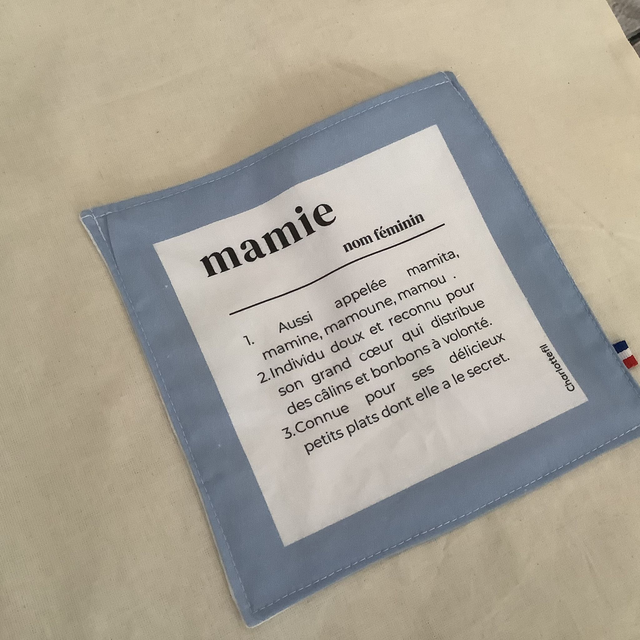 mamie
nom féminin
1. Aussi appelée mamita,
mamine, mamoune, mamou .
2.Individu doux et reconnu pour
son grand cœur qui distribue
des câlins et bonbons à volonté.
3.Connue pour ses délicieux
petits plats dont elle a le secret.
Charlottefil